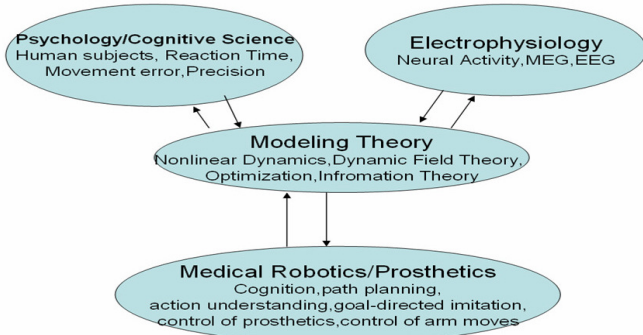 Psychology/Cognitive Science
Human subjects, Reaction Time,
Movement error,Precision
Electrophysiology
Neural Activity,MEG,EEG
Modeling Theory
Nonlinear Dynamics,Dynamic Field Theory,
Optimization,Infromation Theory
Medical Robotics/Prosthetics
Cognition,path planning,
action understanding,goal-directed imitation,
control of prosthetics,control of arm moves